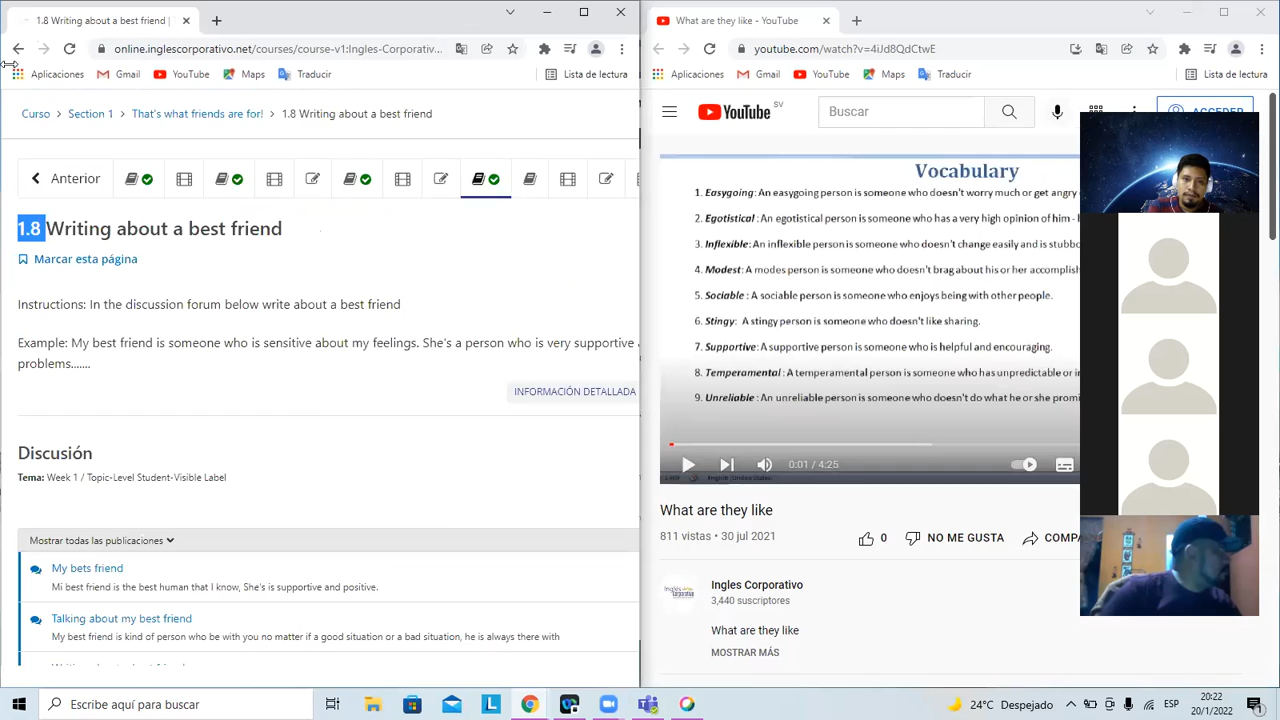 1.8 Writing about a best friend |
What are they like - YouTube
online.inglescorporativo.net/courses/course-v1:Ingles-Corporativ...
youtube.com/watch?v=4iJd8QdCtwE
Aplicaciones Gmail YouTube Maps Traducir Lista de lectura
Aplicaciones Gmail YouTube Maps Traducir Lista de lectura
Curso > Section 1 > That's what friends are for! > 1.8 Writing about a best friend
Anterior
1.8 Writing about a best friend
Marcar esta página
Instructions: In the discussion forum below write about a best friend
Example: My best friend is someone who is sensitive about my feelings. She's a person who is very supportive
problems.......
INFORMACIÓN DETALLADA
Discusión
Tema: Week 1 / Topic-Level Student-Visible Label
Mostrar todas las publicaciones
My bets friend
Mi best friend is the best human that I know, She's is supportive and positive.
Talking about my best friend
My best friend is kind of person who be with you no matter if a good situation or a bad situation, he is always there with
YouTube SV
Buscar
ACCEDER
Vocabulary
1. Easygoing: An easygoing person is someone who doesn't worry much or get angry
2. Egotistical : An egotistical person is someone who has a very high opinion of him -
3. Inflexible: An inflexible person is someone who doesn't change easily and is stubbo
4. Modest: A modes person is someone who doesn't brag about his or her accomplis
5. Sociable : A sociable person is someone who enjoys being with other people.
6. Stingy: A stingy person is someone who doesn't like sharing.
7. Supportive: A supportive person is someone who is helpful and encouraging.
8. Temperamental : A temperamental person is someone who has unpredictable or i
9. Unreliable : An unreliable person is someone who doesn't do what he or she promi
0:01 / 4:25
What are they like
811 vistas • 30 jul 2021
0 NO ME GUSTA COMPA
Ingles Corporativo
3,440 suscriptores
What are they like
MOSTRAR MÁS
Escribe aquí para buscar
24°C Despejado
ESP
20:22
20/1/2022